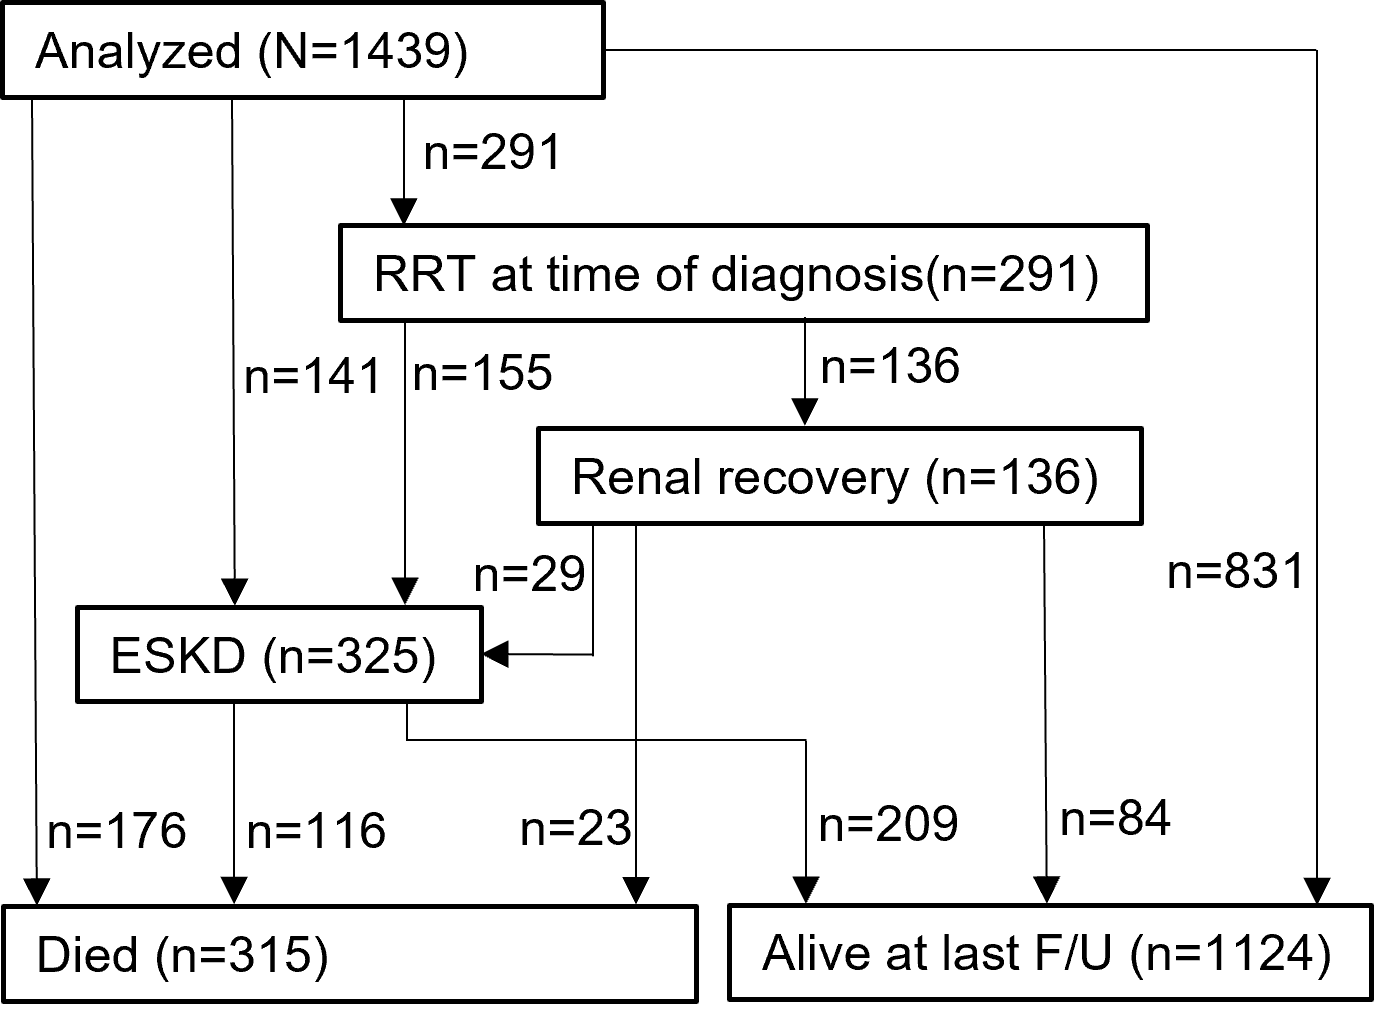 Analyzed (N=1439)
n=291
RRT at time of diagnosis(n=291)
n=141
n=155
n=136
Renal recovery (n=136)
n=29
n=831
ESKD (n=325)
n=176
n=116
n=23
n=209
n=84
Died (n=315)
Alive at last F/U (n=1124)